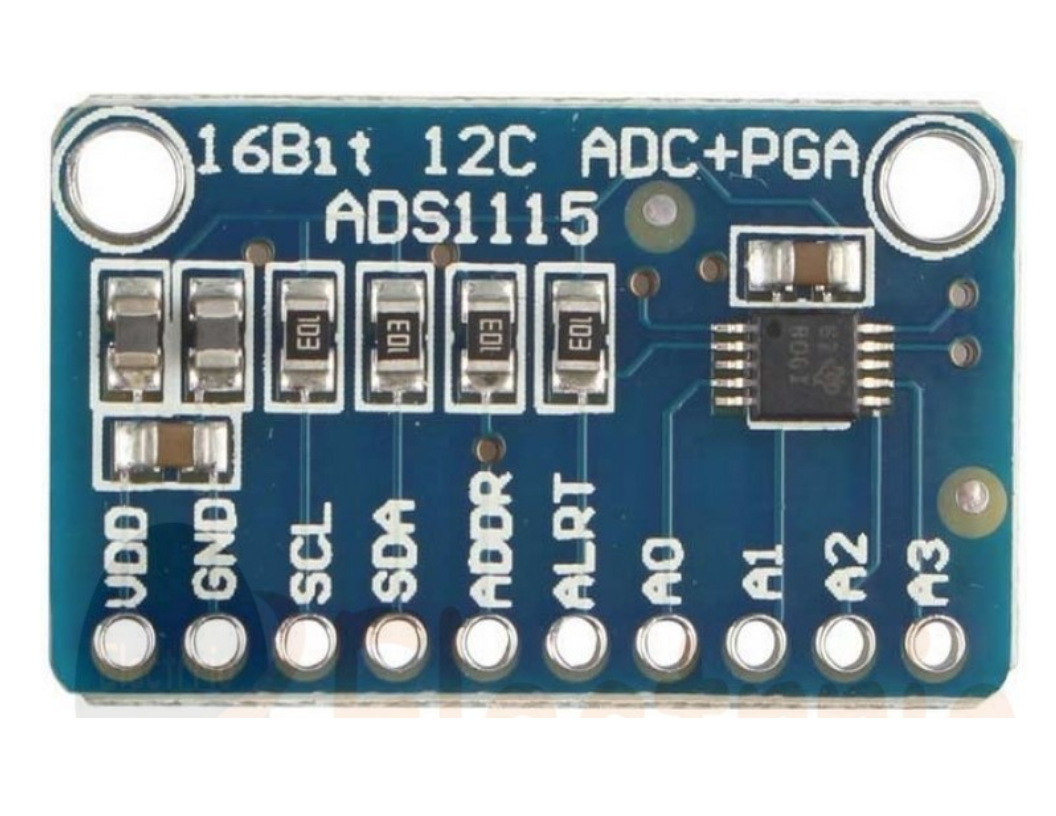 16Bit 12C ADC+PGA
ADS1115
103
103
103
103
VDD
GND
SCL
SDA
ADDR
ALRT
A0
A1
A2
A3